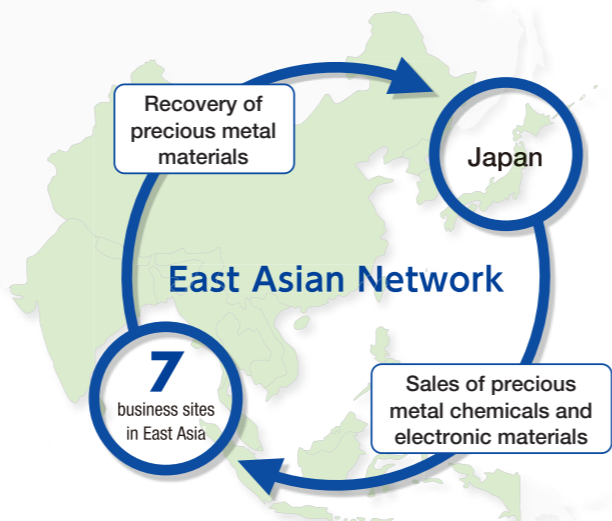 Recovery of
precious metal
materials
Japan
East Asian Network
7
business sites
in East Asia
Sales of precious
metal chemicals and
electronic materials